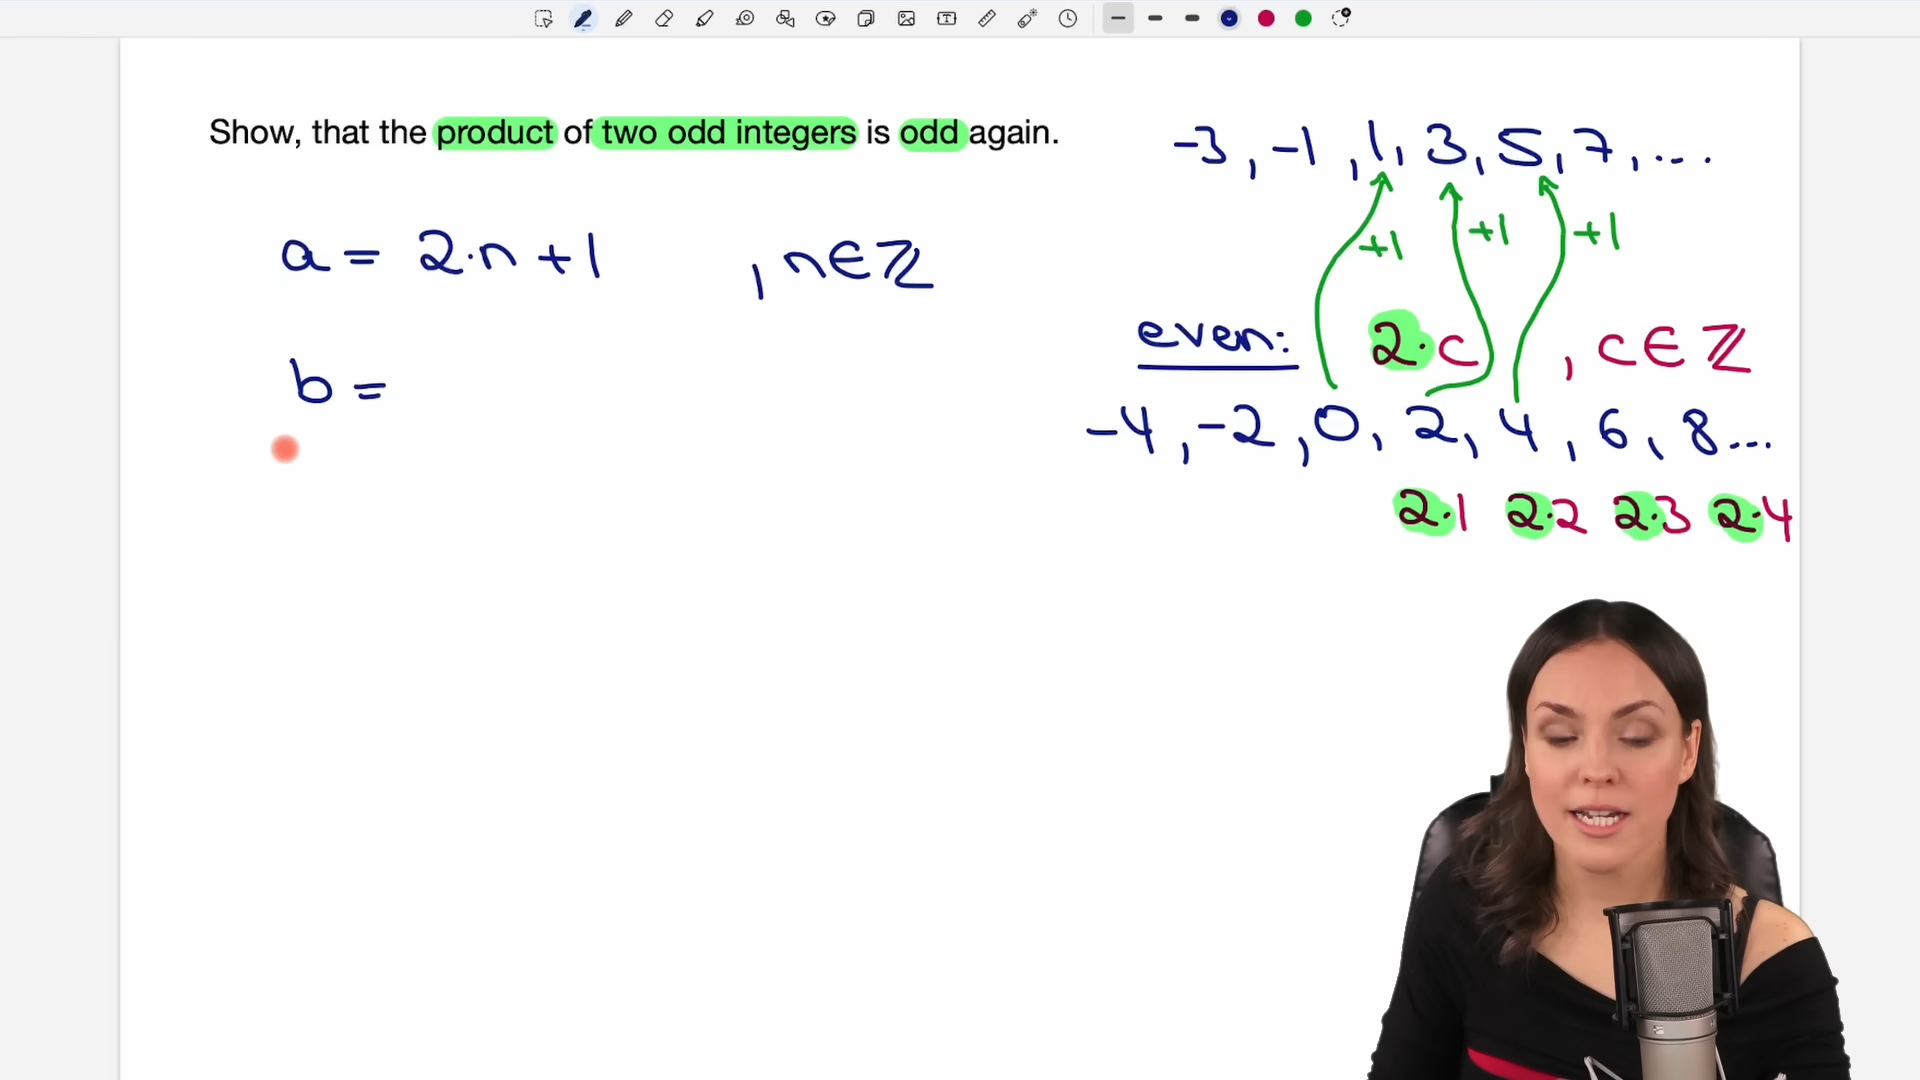 Show, that the product of two odd integers is odd again.
-3, -1, 1, 3, 5, 7, ...
a = 2·n +1 , n∈ℤ
+1 +1 +1
even: 2·c , c∈ℤ
b =
-4, -2, 0, 2, 4, 6, 8...
2·1 2·2 2·3 2·4